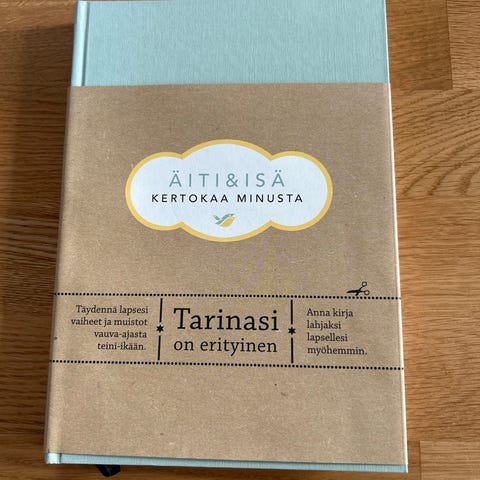 ÄITI&ISÄ
KERTOKAA MINUSTA
Täydennä lapsesi
vaiheet ja muistot
vauva-ajasta
teini-ikään.
Tarinasi
on erityinen
Anna kirja
lahjaksi
lapsellesi
myöhemmin.